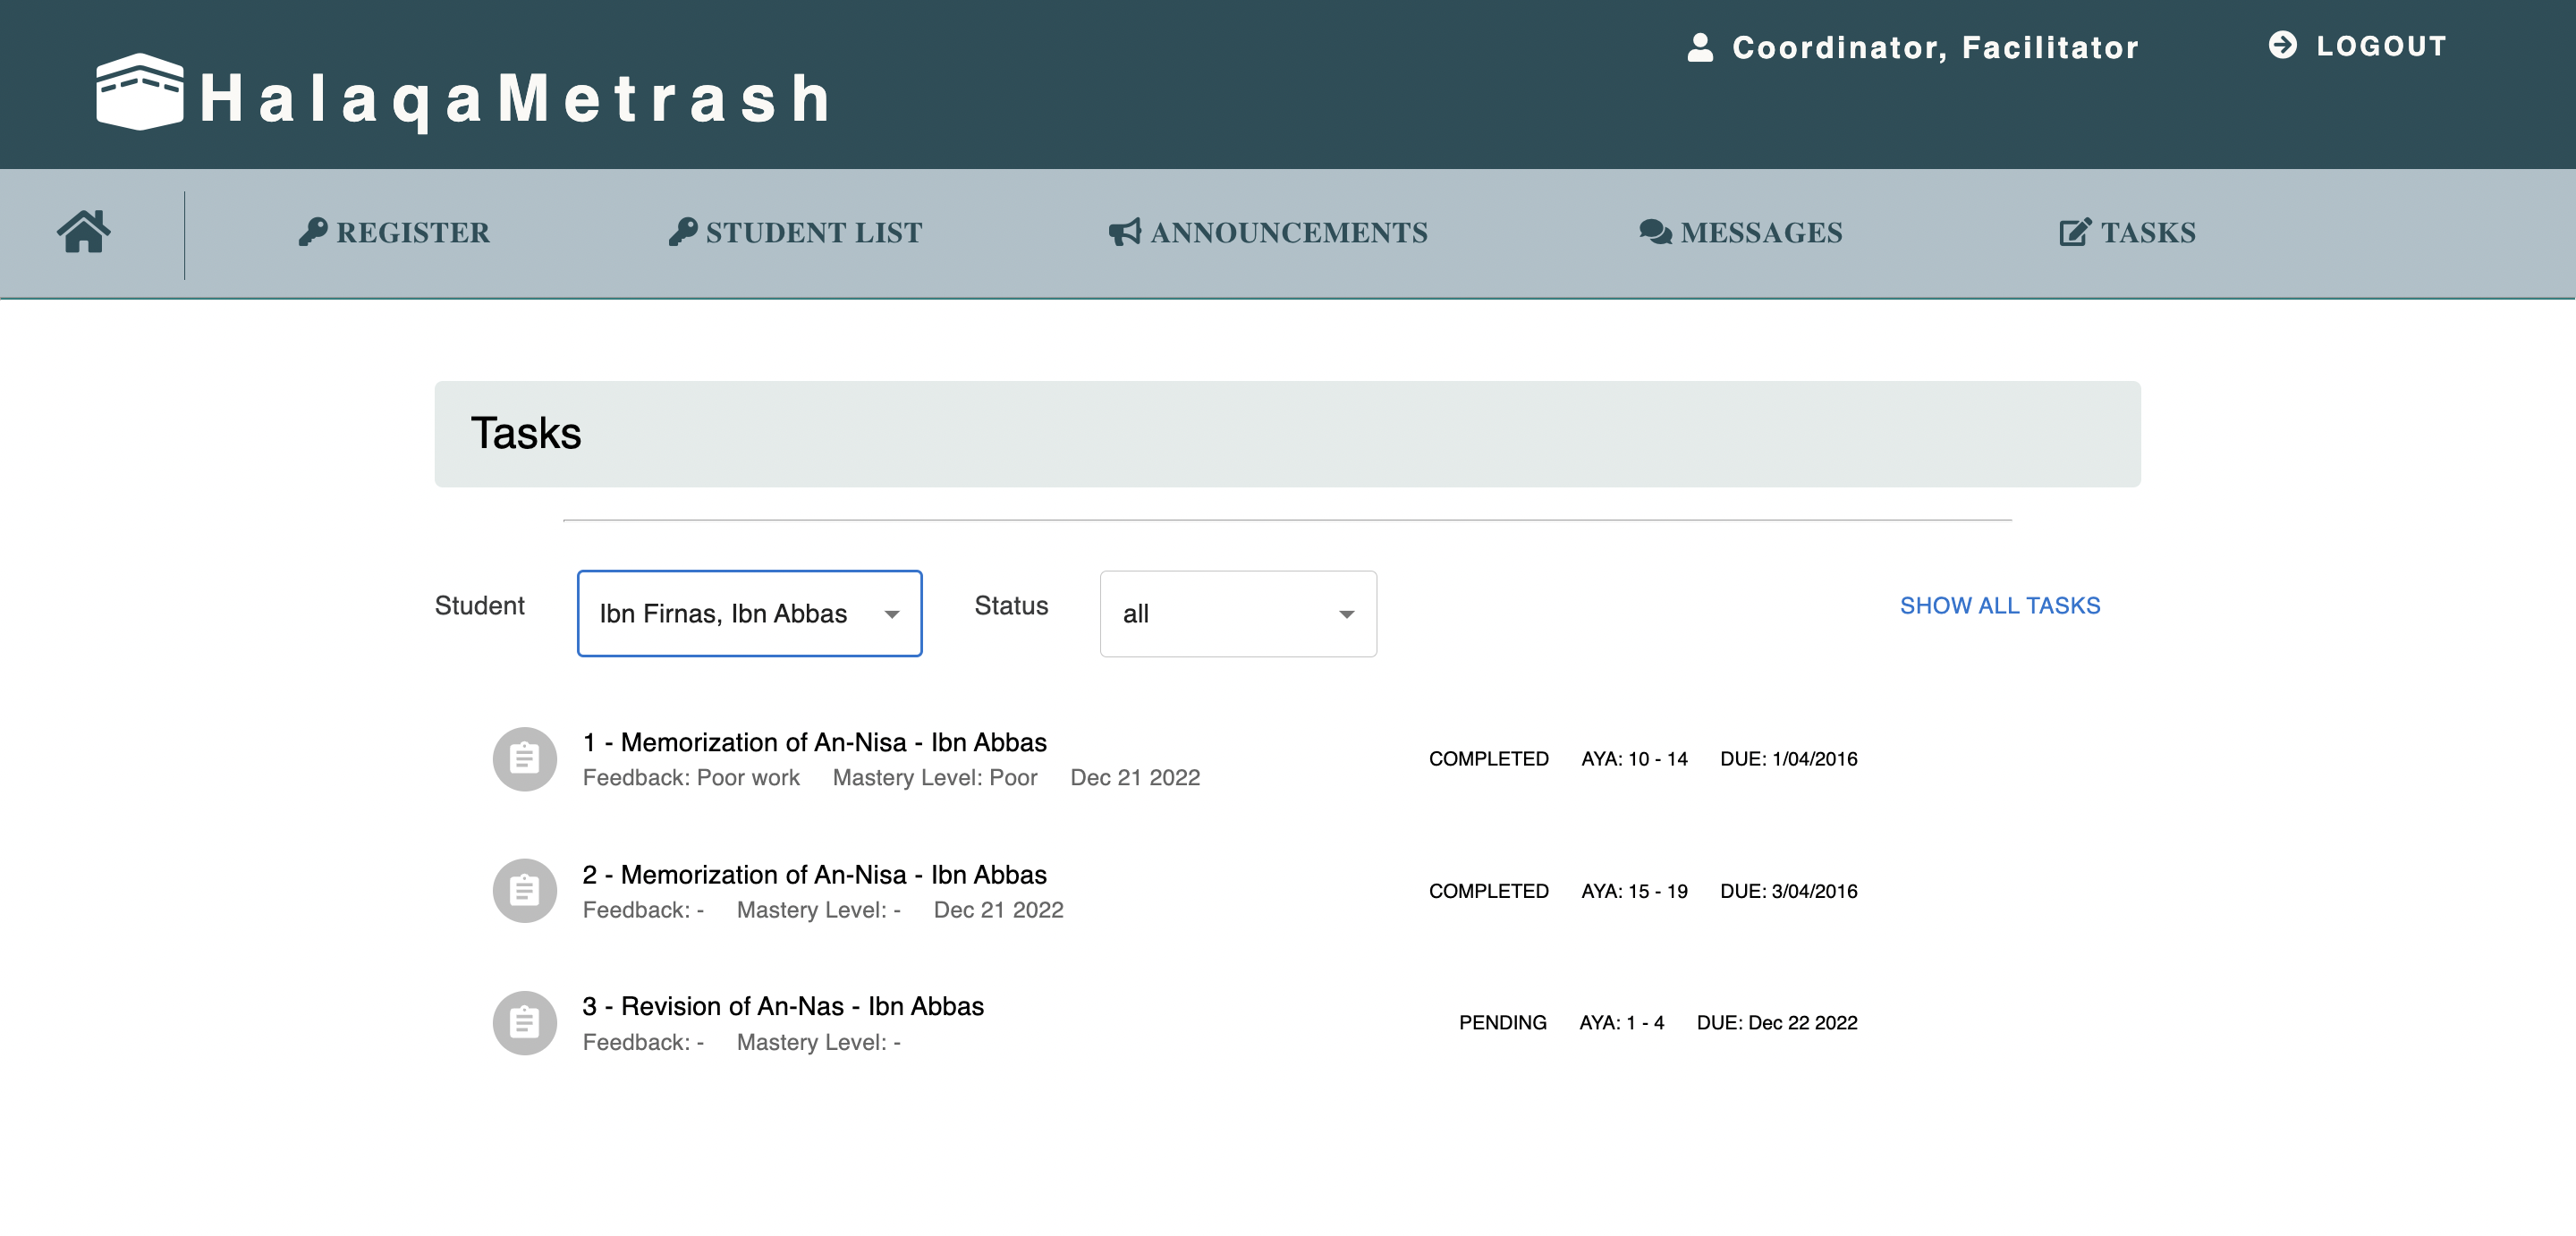 Coordinator, Facilitator LOGOUT
HalaqaMetrash
REGISTER STUDENT LIST ANNOUNCEMENTS MESSAGES TASKS
Tasks
Student Ibn Firnas, Ibn Abbas Status all SHOW ALL TASKS
1 - Memorization of An-Nisa - Ibn Abbas
Feedback: Poor work Mastery Level: Poor Dec 21 2022
COMPLETED AYA: 10 - 14 DUE: 1/04/2016
2 - Memorization of An-Nisa - Ibn Abbas
Feedback: - Mastery Level: - Dec 21 2022
COMPLETED AYA: 15 - 19 DUE: 3/04/2016
3 - Revision of An-Nas - Ibn Abbas
Feedback: - Mastery Level: -
PENDING AYA: 1 - 4 DUE: Dec 22 2022